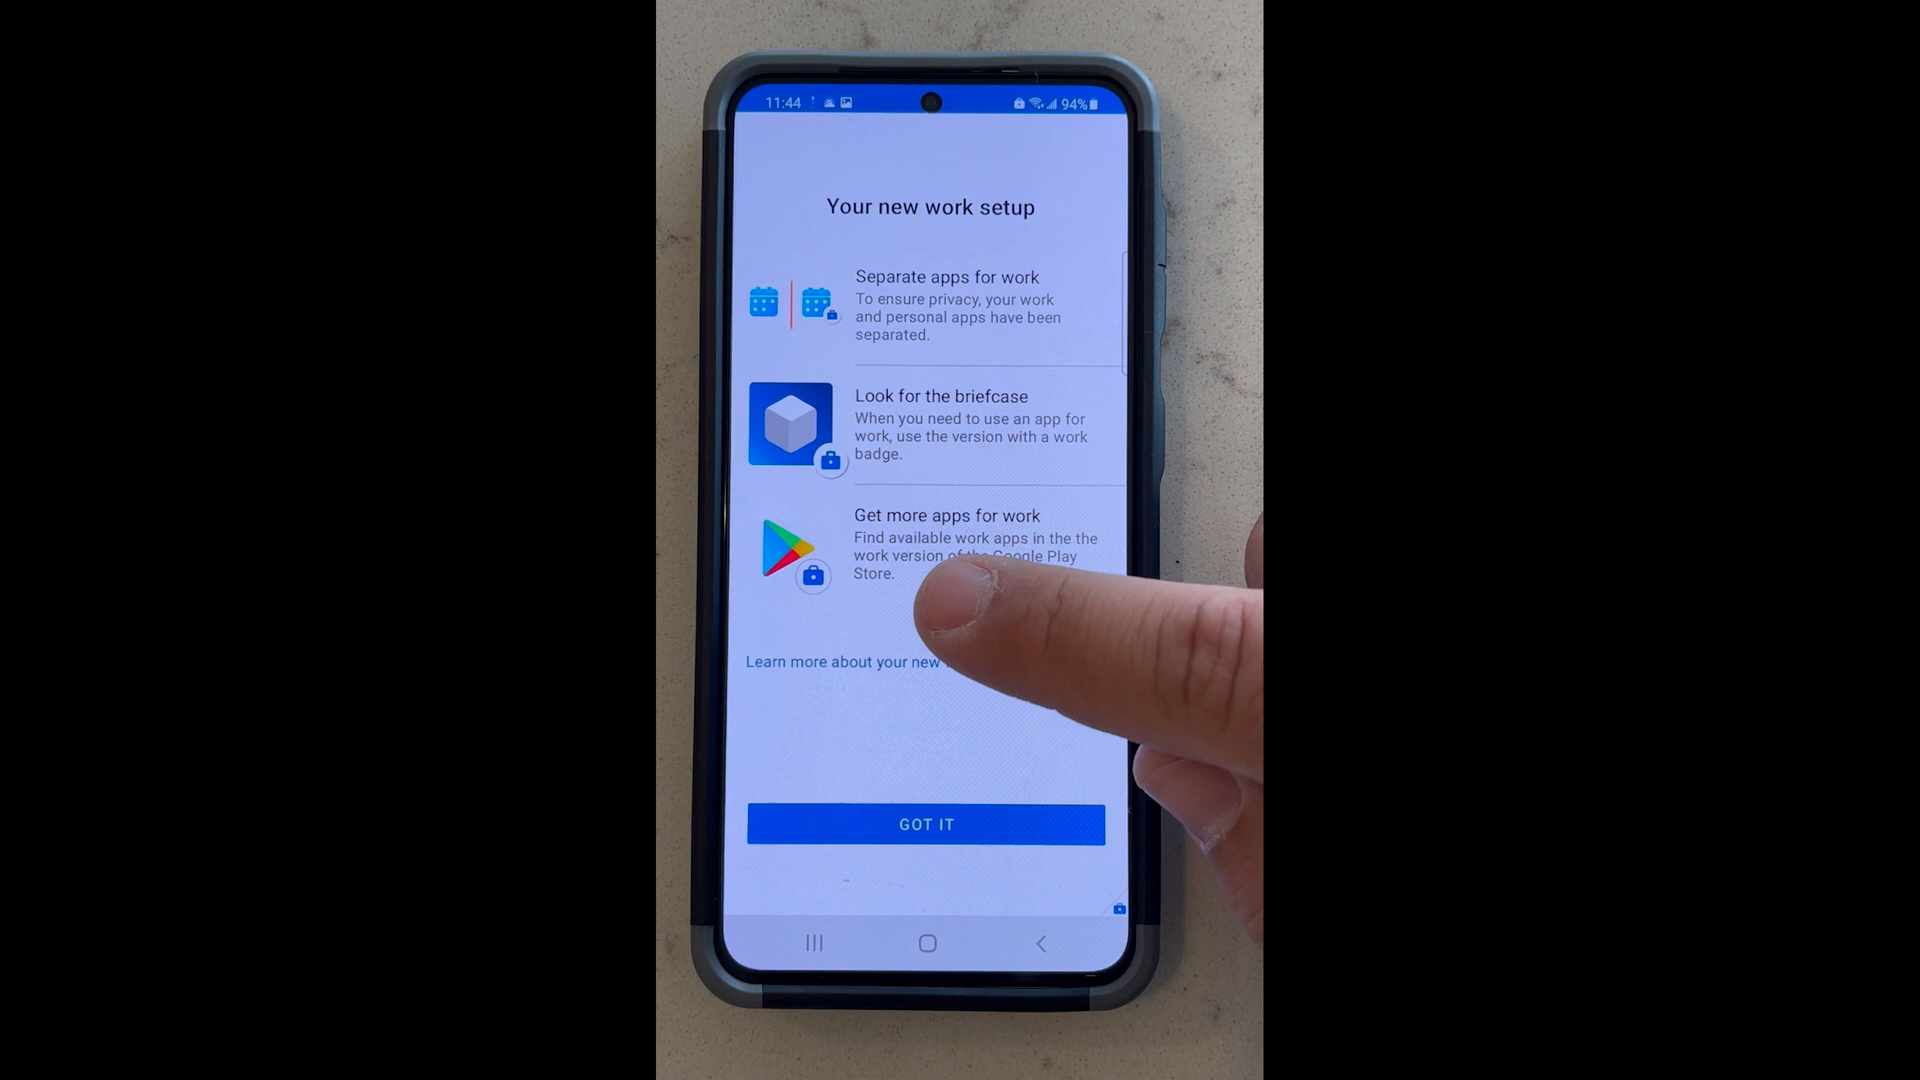 11:44
94%
Your new work setup
Separate apps for work
To ensure privacy, your work
and personal apps have been
separated.
Look for the briefcase
When you need to use an app for
work, use the version with a work
badge.
Get more apps for work
Find available work apps in the the
work version of the Google Play
Store.
Learn more about your new
GOT IT